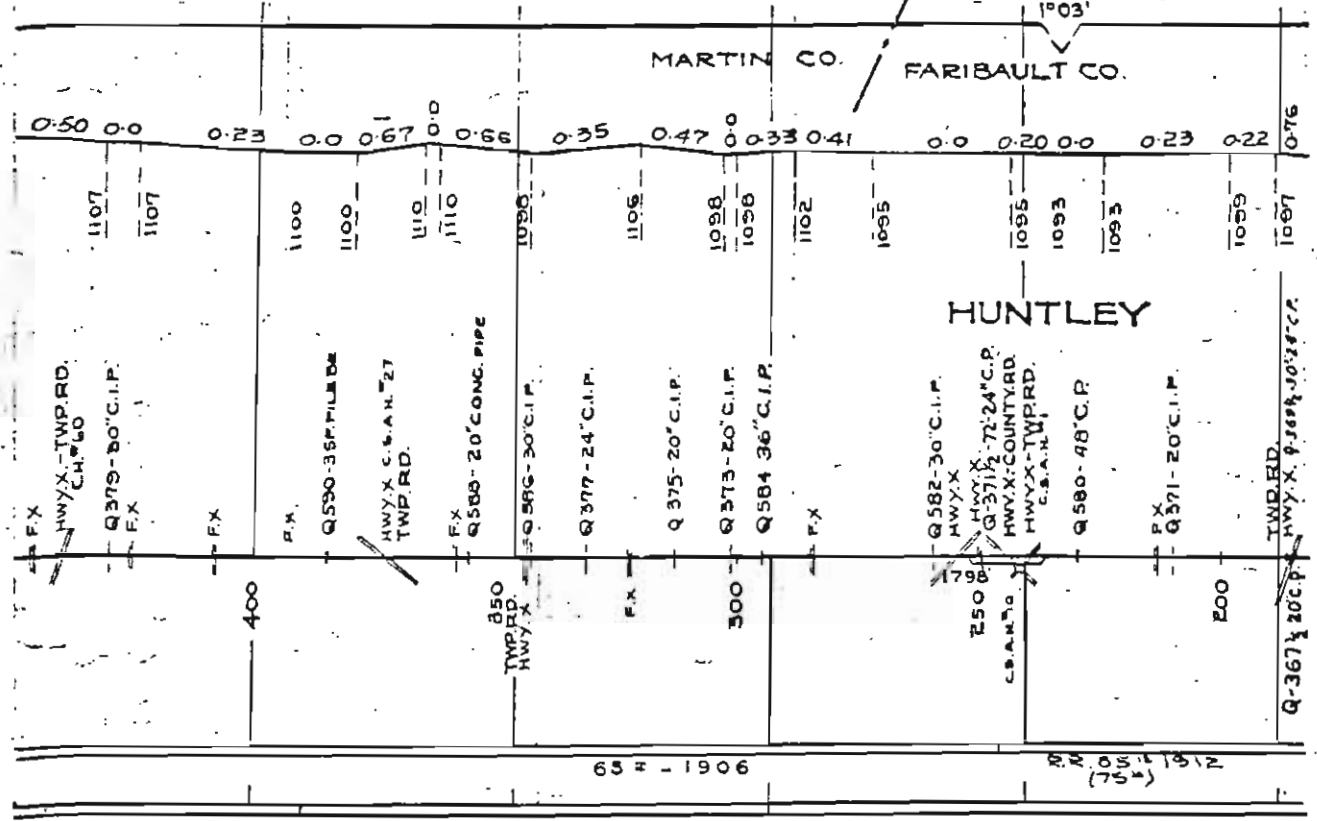 1°03'
MARTIN CO.
FARIBAULT CO.
0.50 0.0 0.23 0.0 0.67 0.0 0.66 0.35 0.47 0.0 0.33 0.41 0.0 0.20 0.0 0.23 0.22 0.76
1107
1107
1100
1100
1110
1110
1098
1106
1098
1098
1102
1095
1095
1093
1093
1099
1097
HUNTLEY
F.X
HWY.X.-TWP.RD.
C.H.#60
Q379-30"C.I.P.
F.X
F.X
F.X.
HWY.X C.S.A.H.#27
TWP.RD.
F.X
Q588-20"CONC.PIPE
Q586-30"C.I.P.
Q377-24"C.I.P.
Q375-20"C.I.P.
Q373-20"C.I.P.
Q584 36"C.I.P.
F.X
Q582-30"C.I.P.
HWY.X
HWY.X.
Q-371½-72-24"C.P.
HWY.X-COUNTY.RD.
HWY.X-TWP.RD.
C.S.A.H.#1
Q580-48"C.P.
F.X
Q371-20"C.I.P.
TWP.RD.
HWY.X.
1798
400
350
TWP.RD.
HWY.X
F.X
300
250
200
Q-367½ 20"C.P.
65# - 1906
R.R. 85# 1912
(75#)